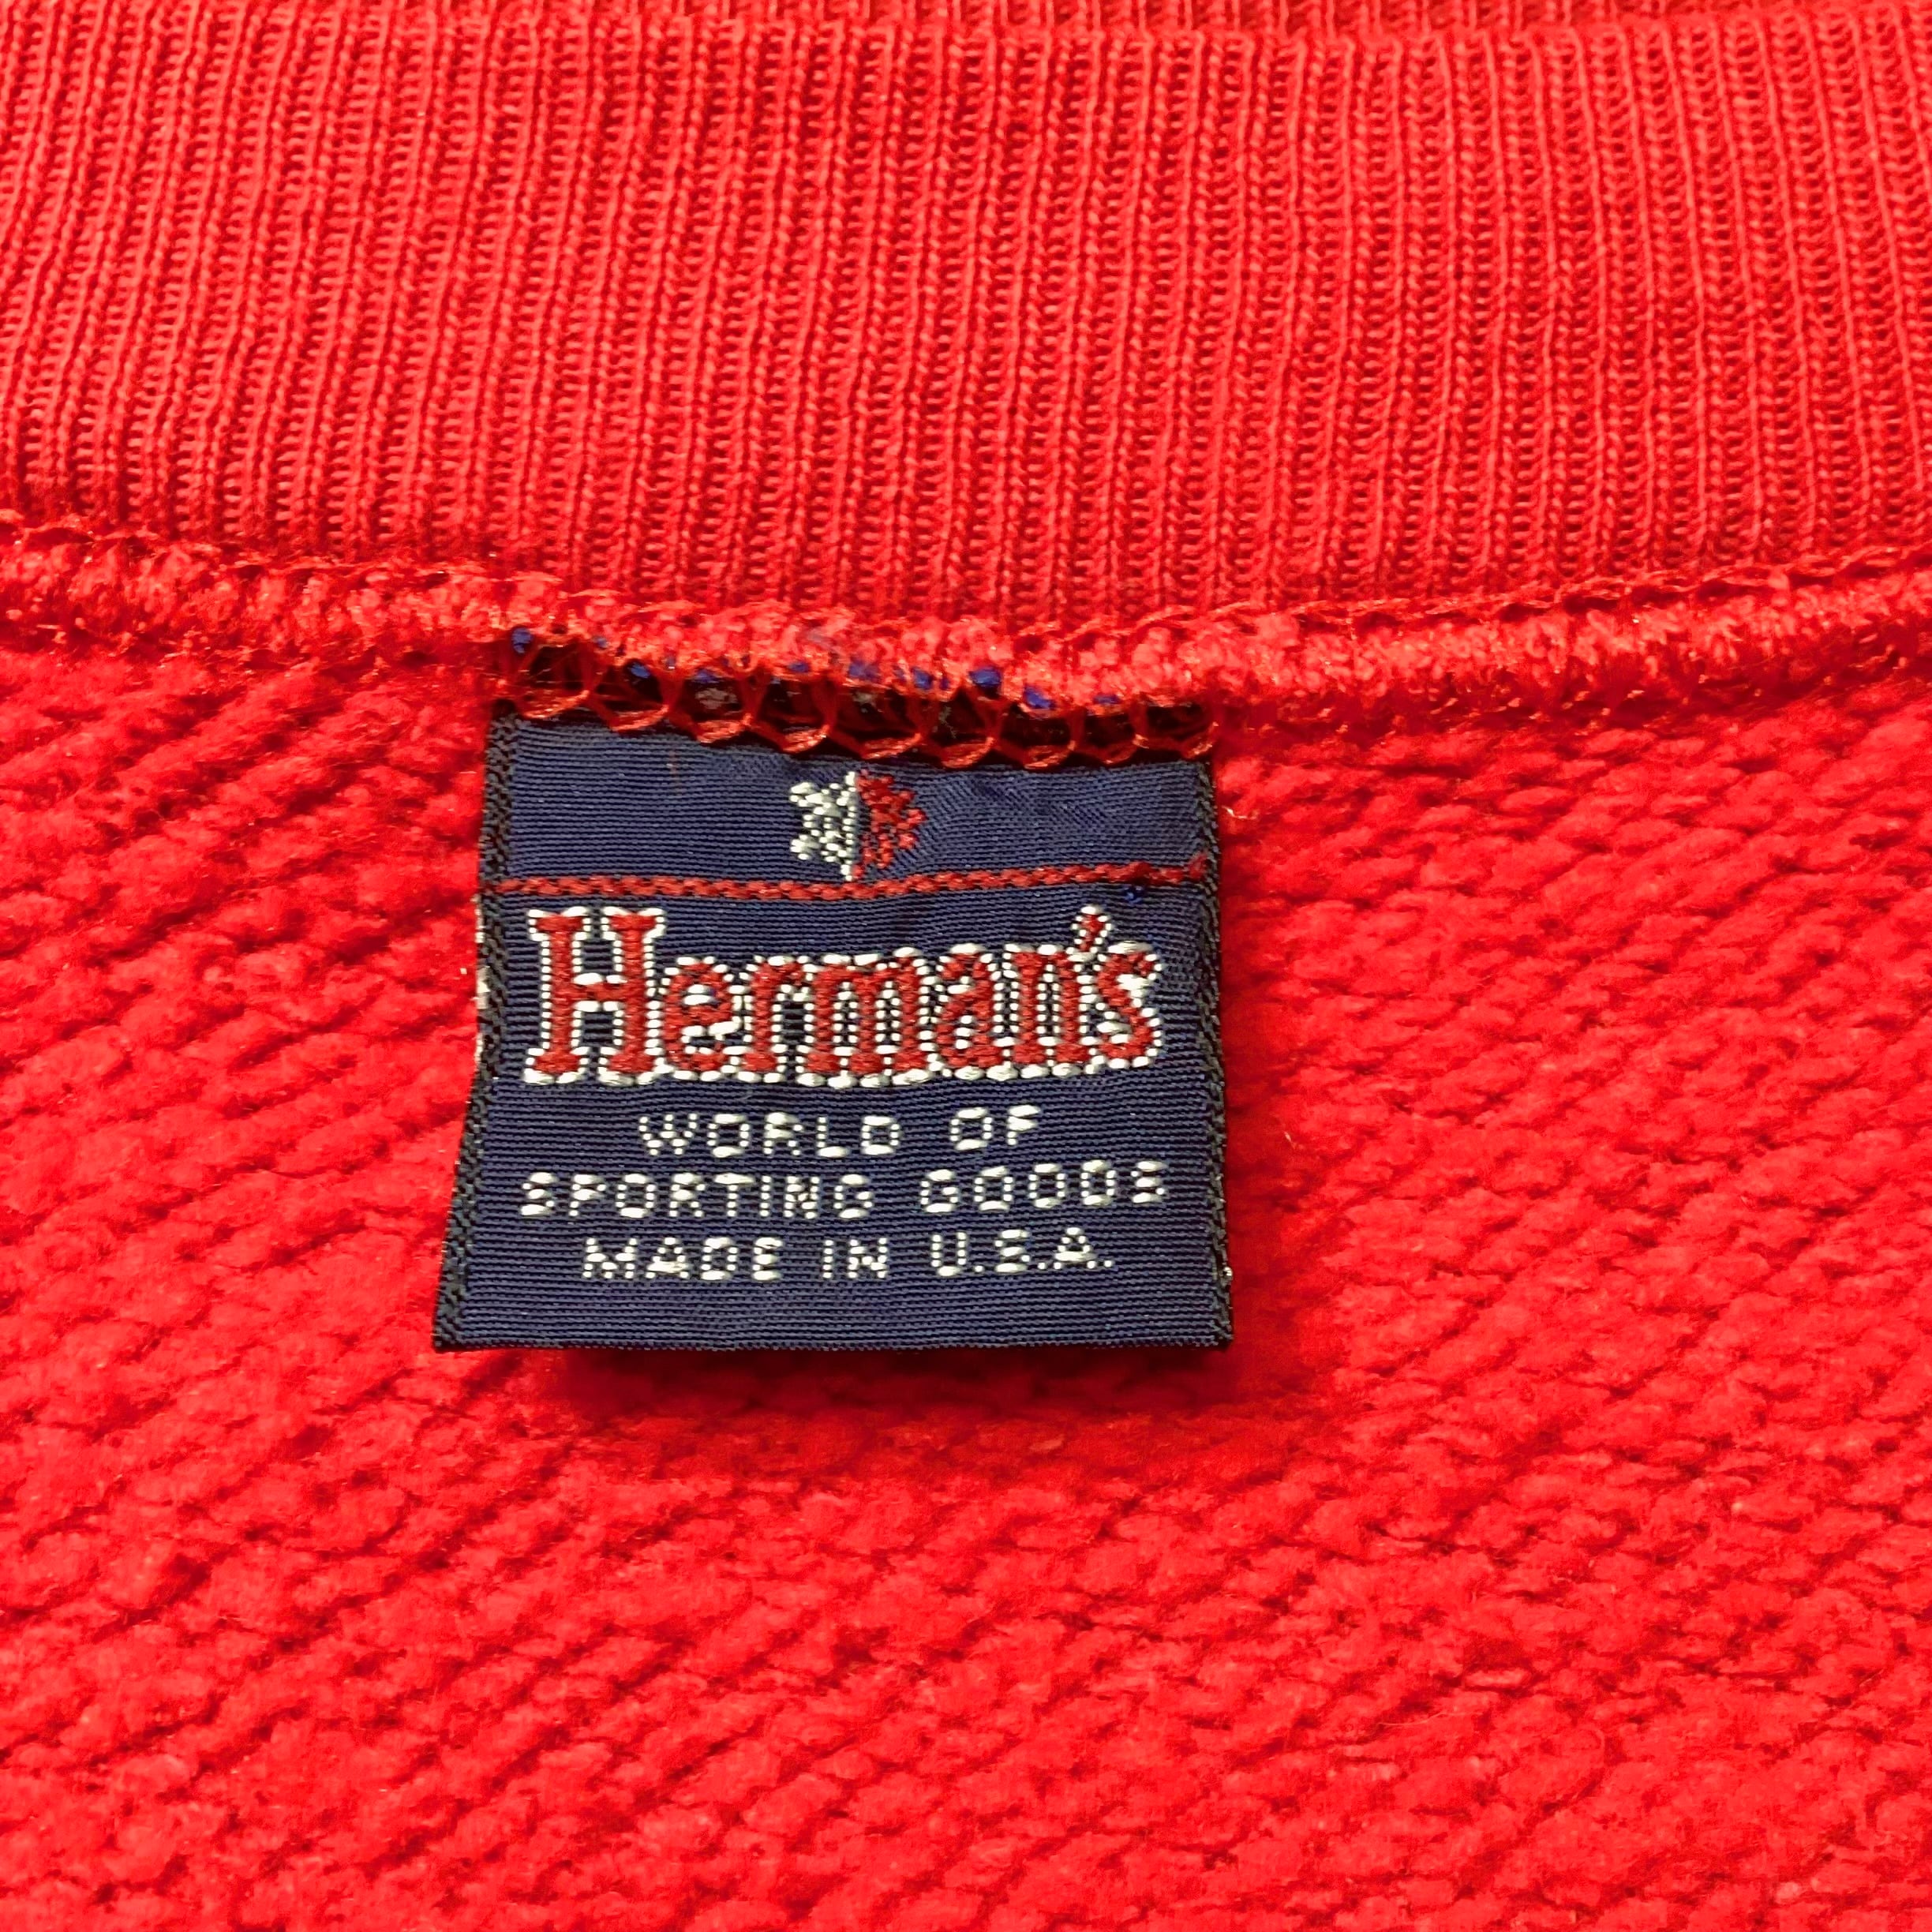 Herman's
WORLD OF
SPORTING GOODS
MADE IN U.S.A.